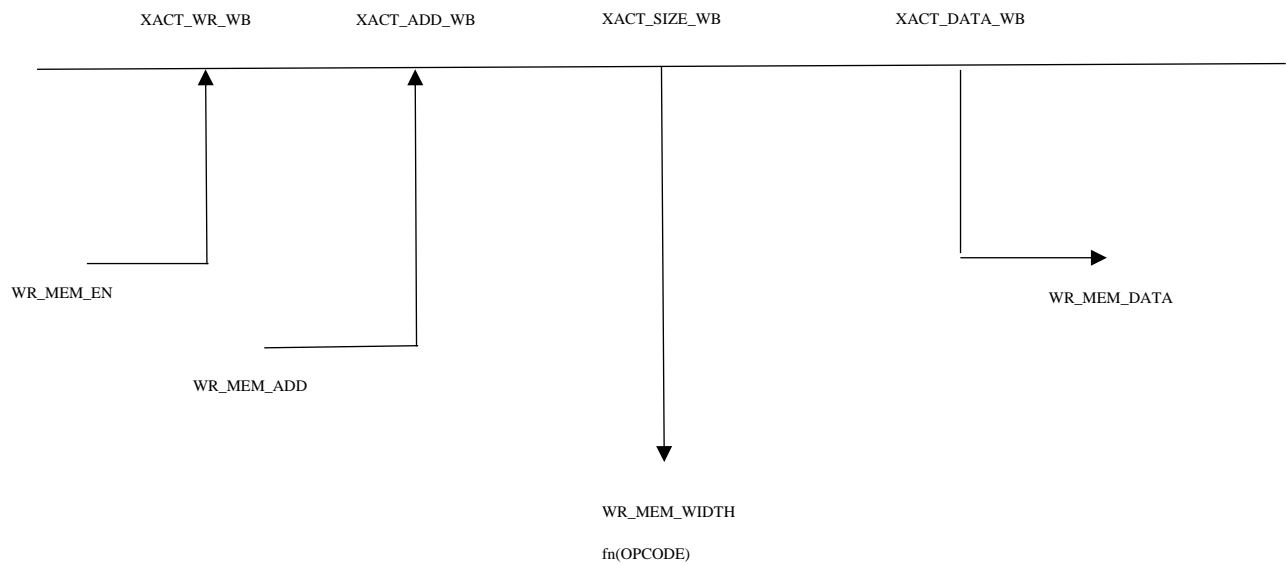 XACT_WR_WB
XACT_ADD_WB
XACT_SIZE_WB
XACT_DATA_WB
WR_MEM_EN
WR_MEM_DATA
WR_MEM_ADD
WR_MEM_WIDTH
fn(OPCODE)